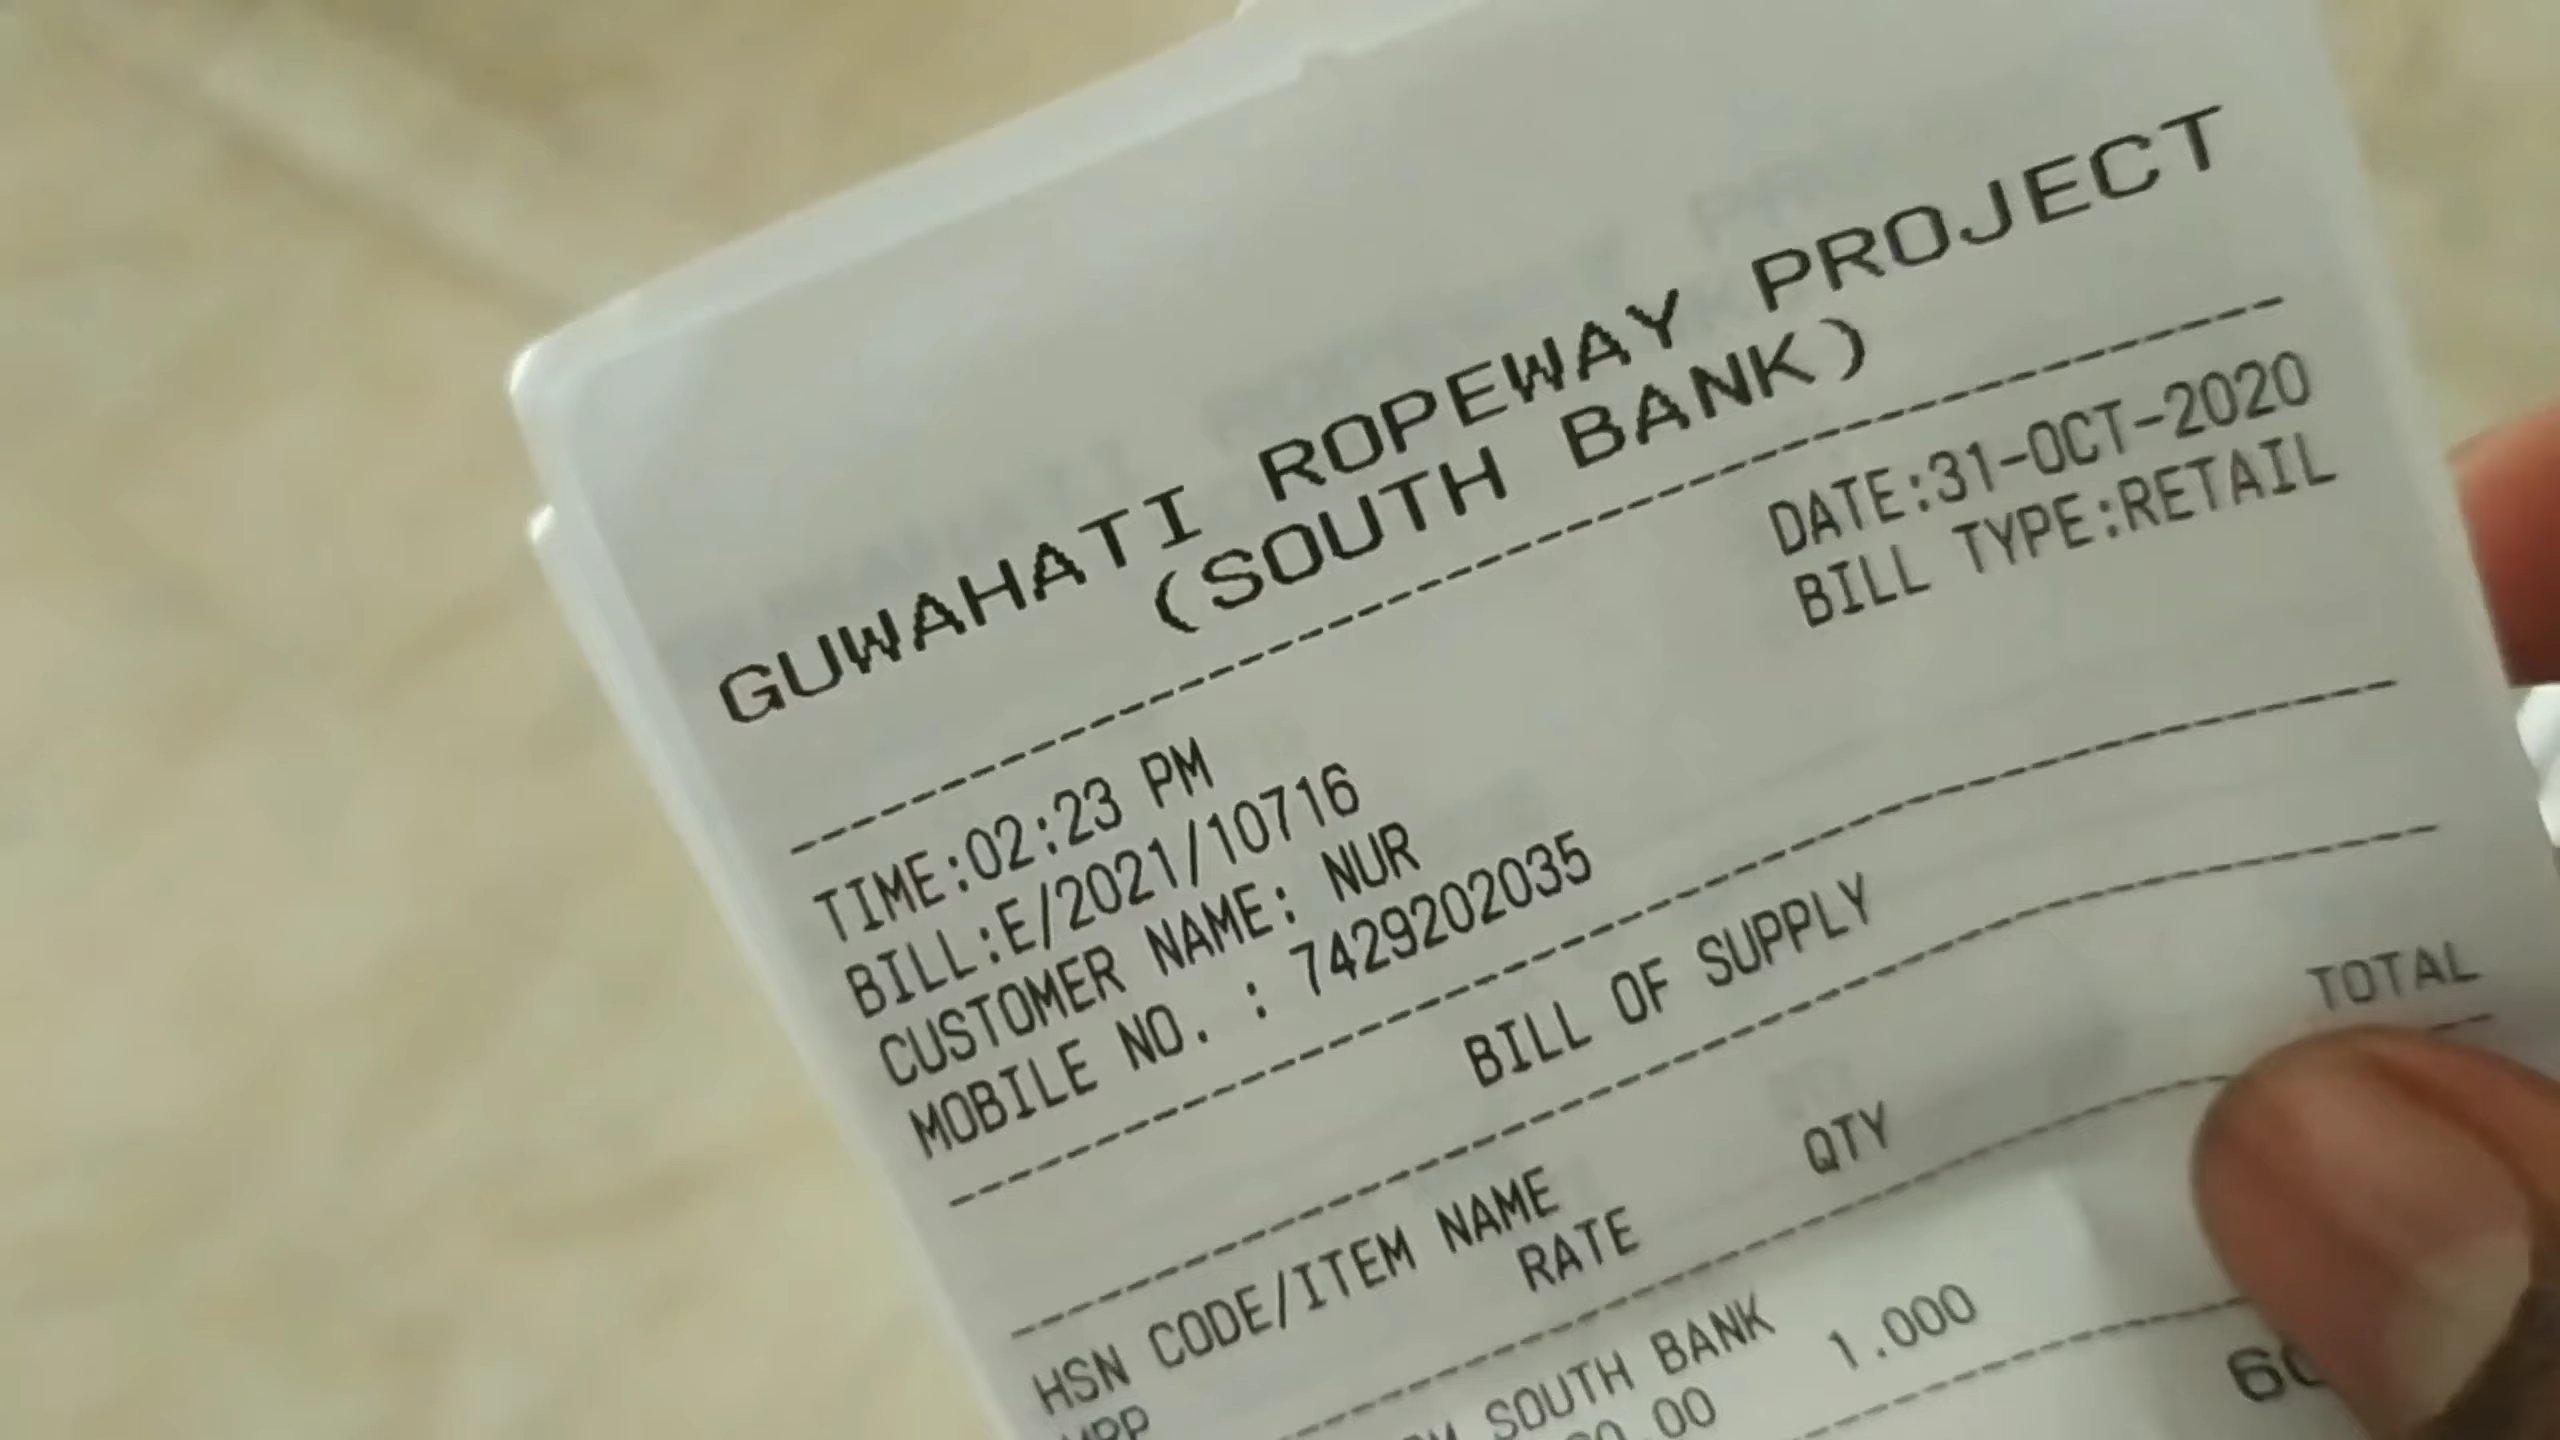 GUWAHATI ROPEWAY PROJECT
(SOUTH BANK)
DATE:31-OCT-2020
BILL TYPE:RETAIL
TIME:02:23 PM
BILL:E/2021/10716
CUSTOMER NAME: NUR
MOBILE NO. : 7429202035
BILL OF SUPPLY
HSN CODE/ITEM NAME QTY TOTAL
RATE
SOUTH BANK 1.000